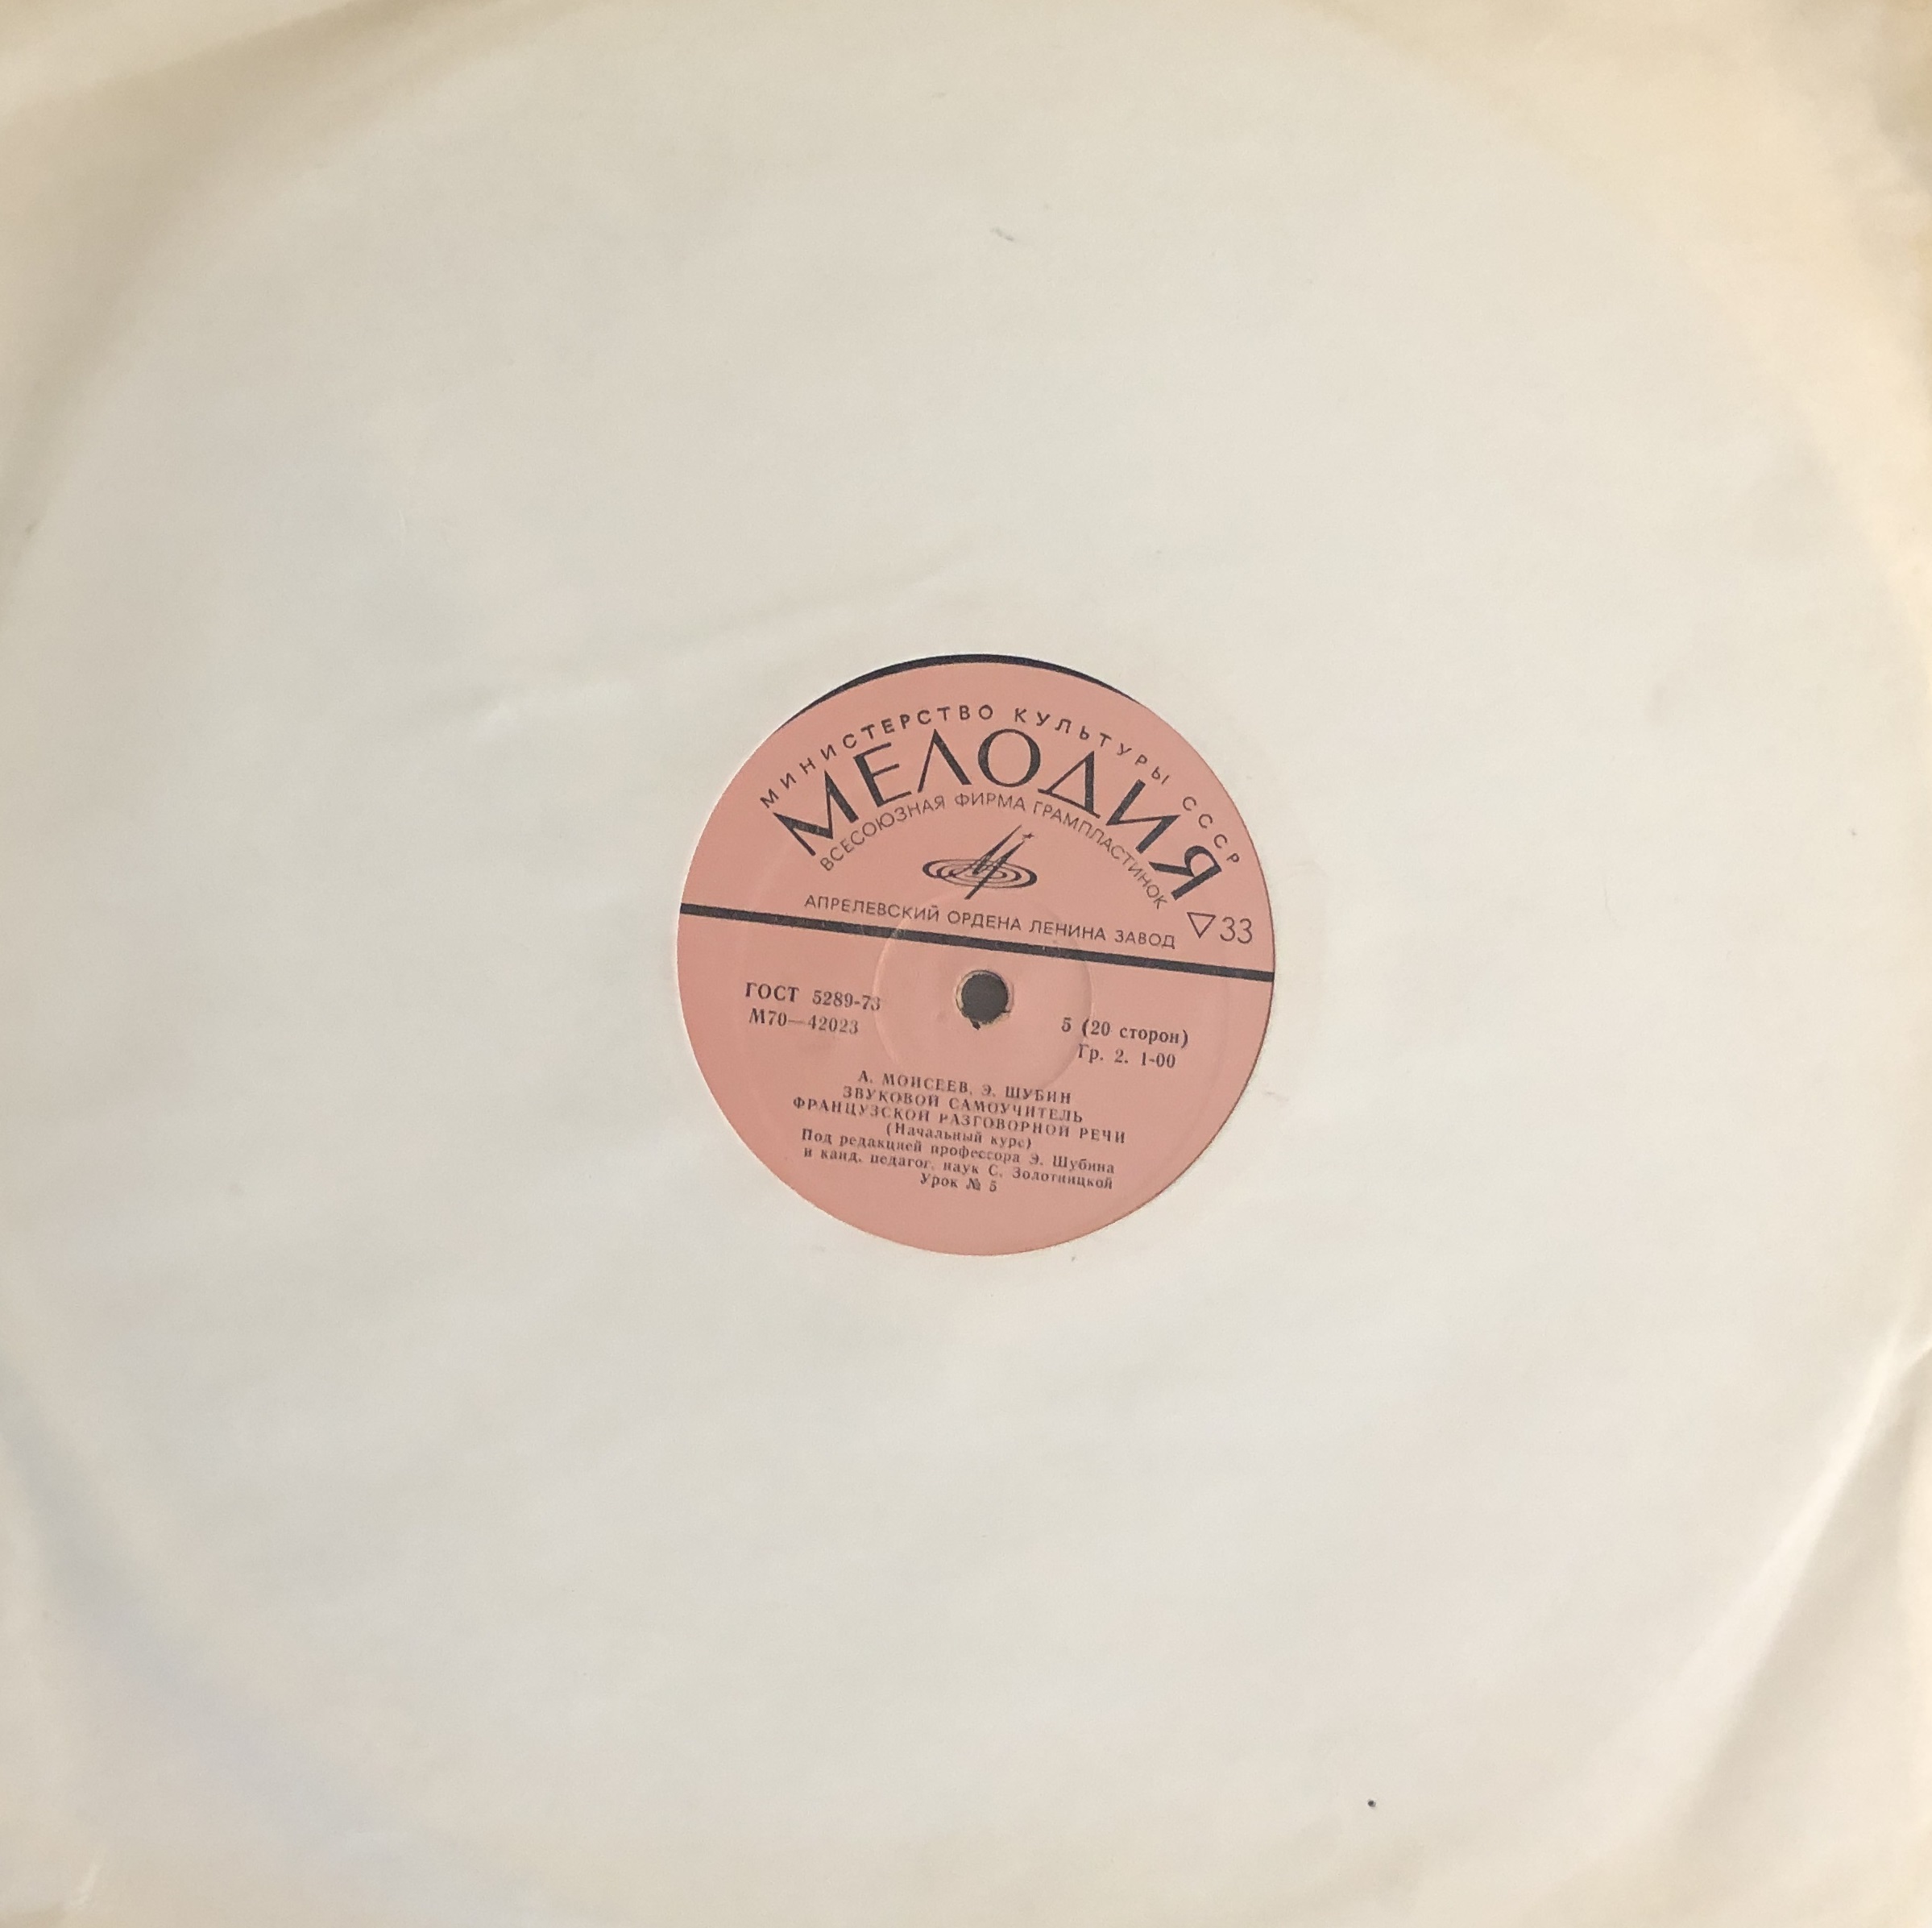 МИНИСТЕРСТВО КУЛЬТУРЫ СССР
МЕЛОДИЯ
ВСЕСОЮЗНАЯ ФИРМА ГРАМПЛАСТИНОК
АПРЕЛЕВСКИЙ ОРДЕНА ЛЕНИНА ЗАВОД
33
ГОСТ 5289-73
М70—42023
5 (20 сторон)
Гр. 2. 1-00
А. МОИСЕЕВ, Э. ШУБИН
ЗВУКОВОЙ САМОУЧИТЕЛЬ
ФРАНЦУЗСКОЙ РАЗГОВОРНОЙ РЕЧИ
(Начальный курс)
Под редакцией профессора Э. Шубина
и канд. педагог. наук С. Золотницкой
Урок № 5